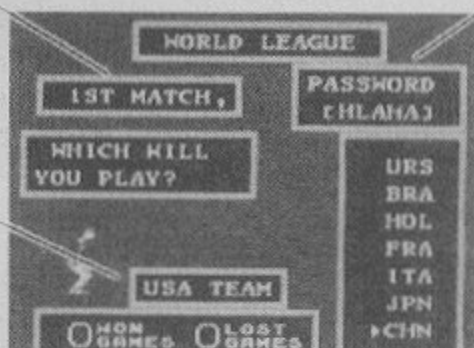 WORLD LEAGUE
1ST MATCH,
PASSWORD
[HLAHA]
WHICH WILL
YOU PLAY?
URS
BRA
HOL
FRA
ITA
JPN
▶CHN
USA TEAM
0 WON GAMES 0 LOST GAMES